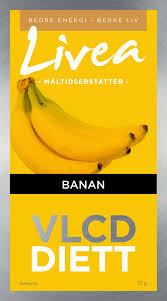 BEDRE ENERGI - BEDRE LIV
Livea
- MÅLTIDSERSTATTER -
BANAN
VLCD
DIETT